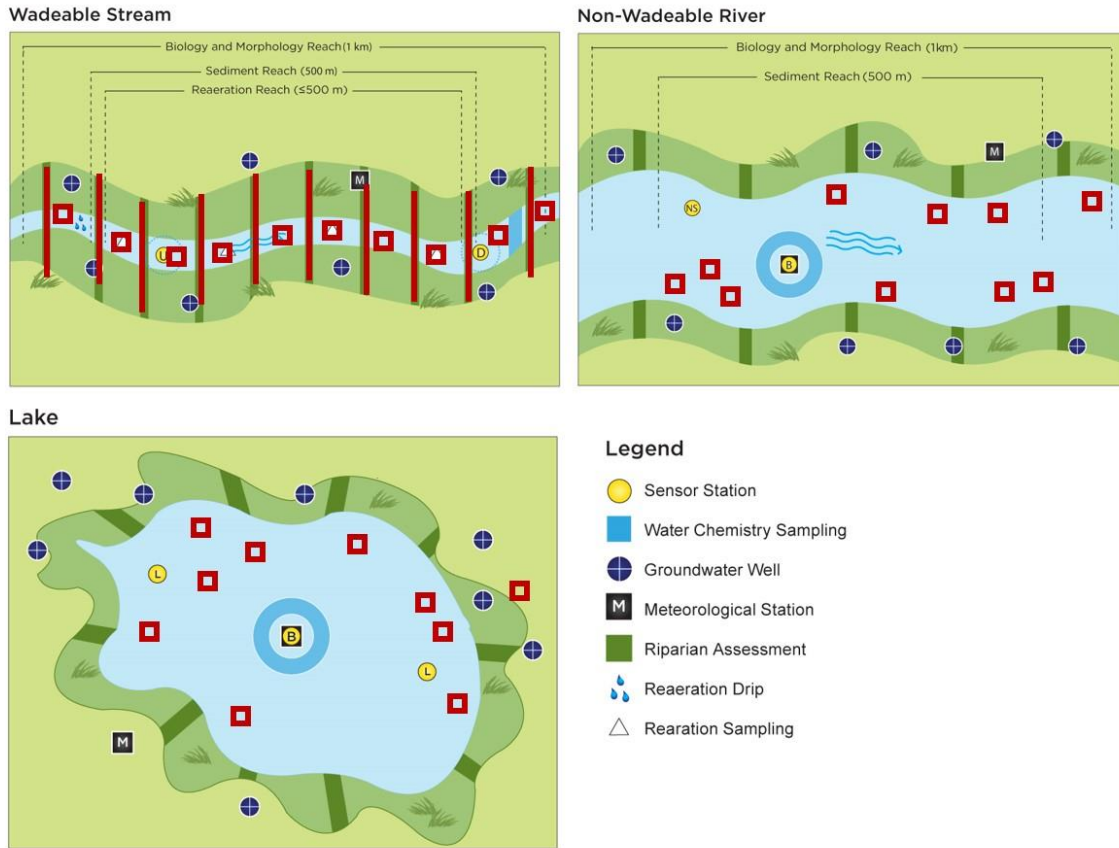 Wadeable Stream
Biology and Morphology Reach (1 km)
Sediment Reach (500 m)
Reaeration Reach (≤500 m)
M
U
D
Non-Wadeable River
Biology and Morphology Reach (1km)
Sediment Reach (500 m)
M
NS
B
Lake
L
B
L
M
Legend
Sensor Station
Water Chemistry Sampling
Groundwater Well
M Meteorological Station
Riparian Assessment
Reaeration Drip
Rearation Sampling